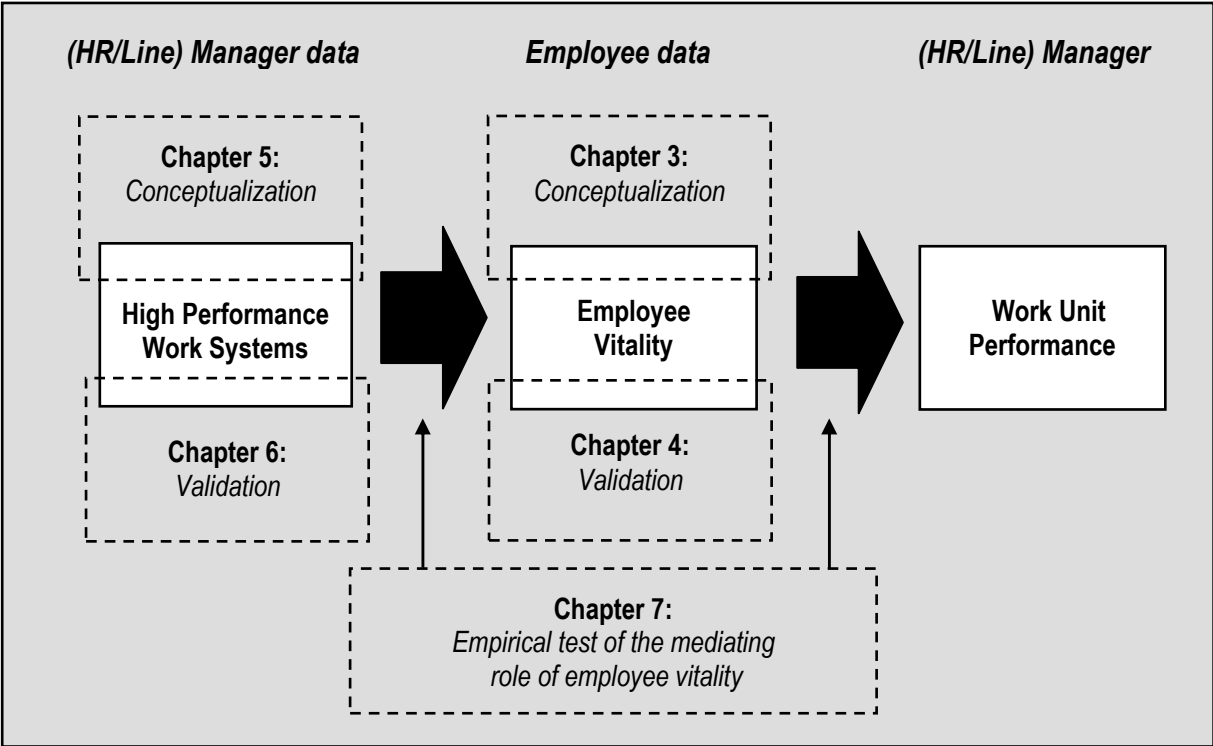 (HR/Line) Manager data
Employee data
(HR/Line) Manager
Chapter 5:
Conceptualization
Chapter 3:
Conceptualization
High Performance
Work Systems
Employee
Vitality
Work Unit
Performance
Chapter 6:
Validation
Chapter 4:
Validation
Chapter 7:
Empirical test of the mediating
role of employee vitality